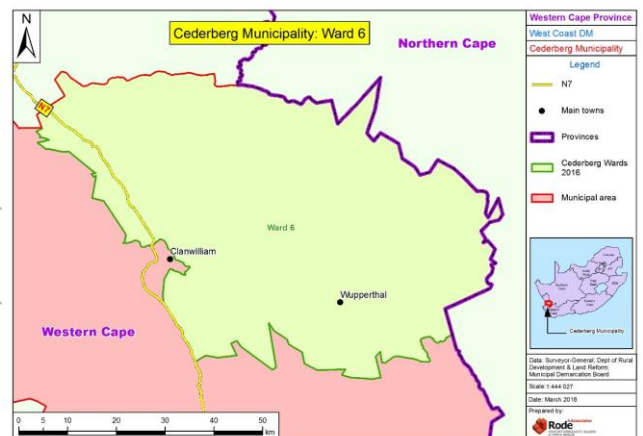 N
Cederberg Municipality: Ward 6
Northern Cape
N7
Ward 6
Clanwilliam
Wupperthal
Western Cape
0 5 10 20 30 40 50
km
Western Cape Province
West Coast DM
Cederberg Municipality
Legend
N7
Main towns
Provinces
Cederberg Wards
2016
Municipal area
Cederberg Municipality
Data: Surveyor-General; Dept of Rural
Development & Land Reform;
Municipal Demarcation Board
Scale:1:444 027
Date: March 2018
Prepared by:
Rode